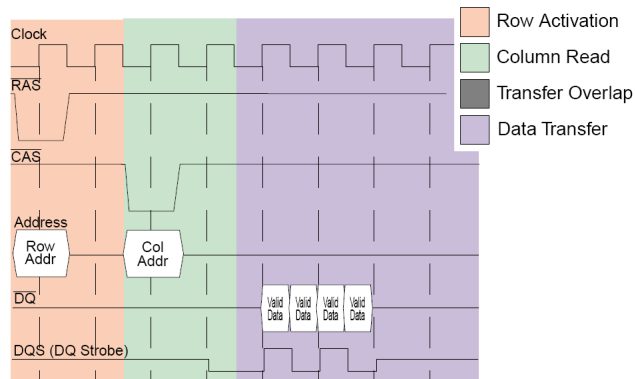 Clock
RAS
CAS
Address
Row
Addr
Col
Addr
DQ
Valid
Data
Valid
Data
Valid
Data
Valid
Data
DQS (DQ Strobe)
Row Activation
Column Read
Transfer Overlap
Data Transfer